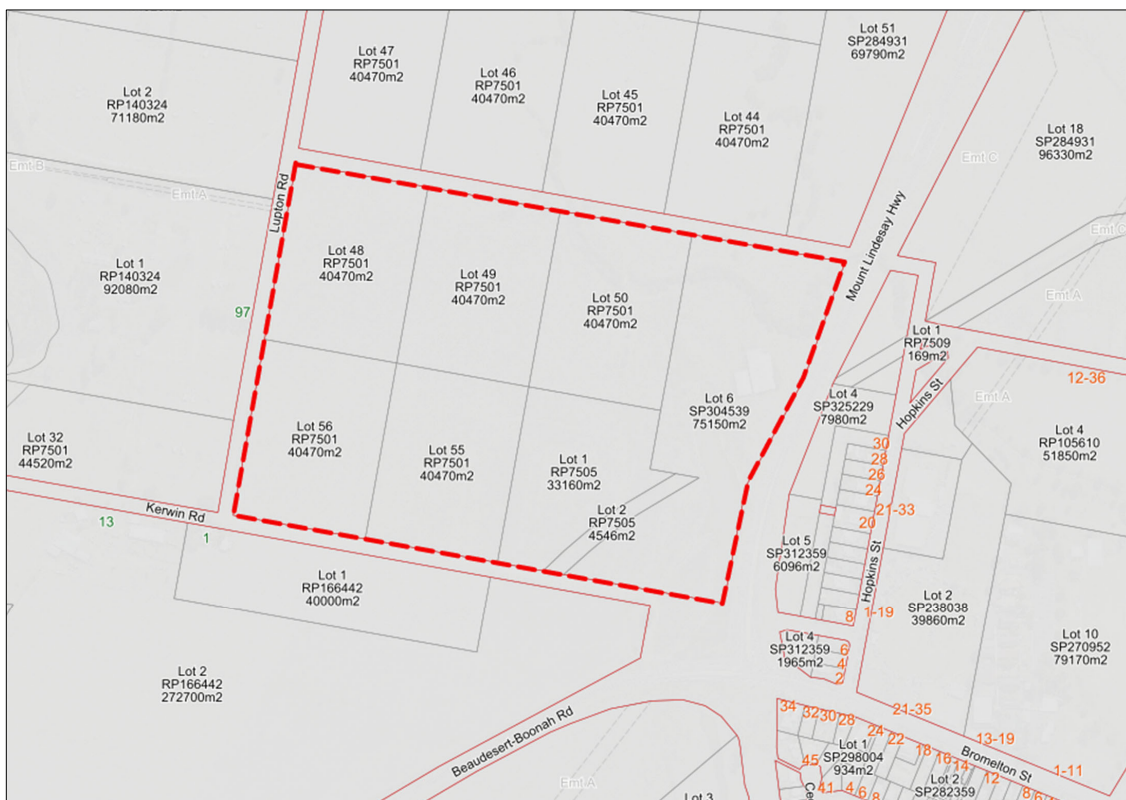 Lot 51
SP284931
69790m2
Lot 47
RP7501
40470m2
Lot 46
RP7501
40470m2
Lot 45
RP7501
40470m2
Lot 44
RP7501
40470m2
Lot 2
RP140324
71180m2
Lot 18
SP284931
96330m2
Emt B
Emt A
Emt C
Emt C
Emt A
Lupton Rd
Mount Lindesay Hwy
Lot 1
RP140324
92080m2
97
Lot 48
RP7501
40470m2
Lot 49
RP7501
40470m2
Lot 50
RP7501
40470m2
Lot 6
SP304539
75150m2
Lot 1
RP7509
169m2
Hopkins St
12-36
Emt A
Lot 4
SP325229
7980m2
Lot 4
RP105610
51850m2
Lot 32
RP7501
44520m2
Lot 56
RP7501
40470m2
Lot 55
RP7501
40470m2
Lot 1
RP7505
33160m2
Lot 2
RP7505
4546m2
30
28
26
24
21-33
20
Kerwin Rd
13
1
Lot 5
SP312359
6096m2
Hopkins St
8
1-19
Lot 1
RP166442
40000m2
Lot 2
SP238038
39860m2
Lot 10
SP270952
79170m2
Lot 4
SP312359
1965m2
6
4
2
Lot 2
RP166442
272700m2
Beaudesert-Boonah Rd
34
32
30
28
24
22
18
16
14
12
8
6
21-35
13-19
1-11
Bromelton St
Lot 1
SP298004
934m2
Lot 2
SP282359
45
41
4
6
8
Emt A
Lot 3